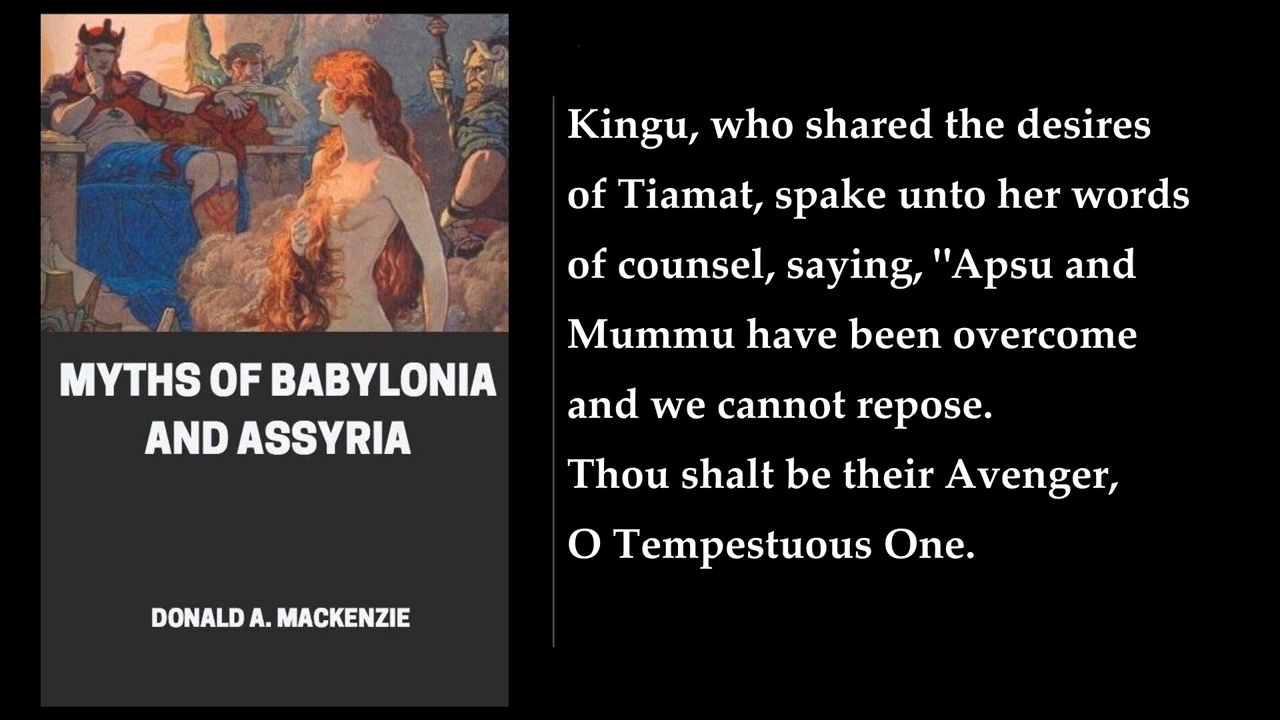 MYTHS OF BABYLONIA
AND ASSYRIA
DONALD A. MACKENZIE
Kingu, who shared the desires
of Tiamat, spake unto her words
of counsel, saying, "Apsu and
Mummu have been overcome
and we cannot repose.
Thou shalt be their Avenger,
O Tempestuous One.